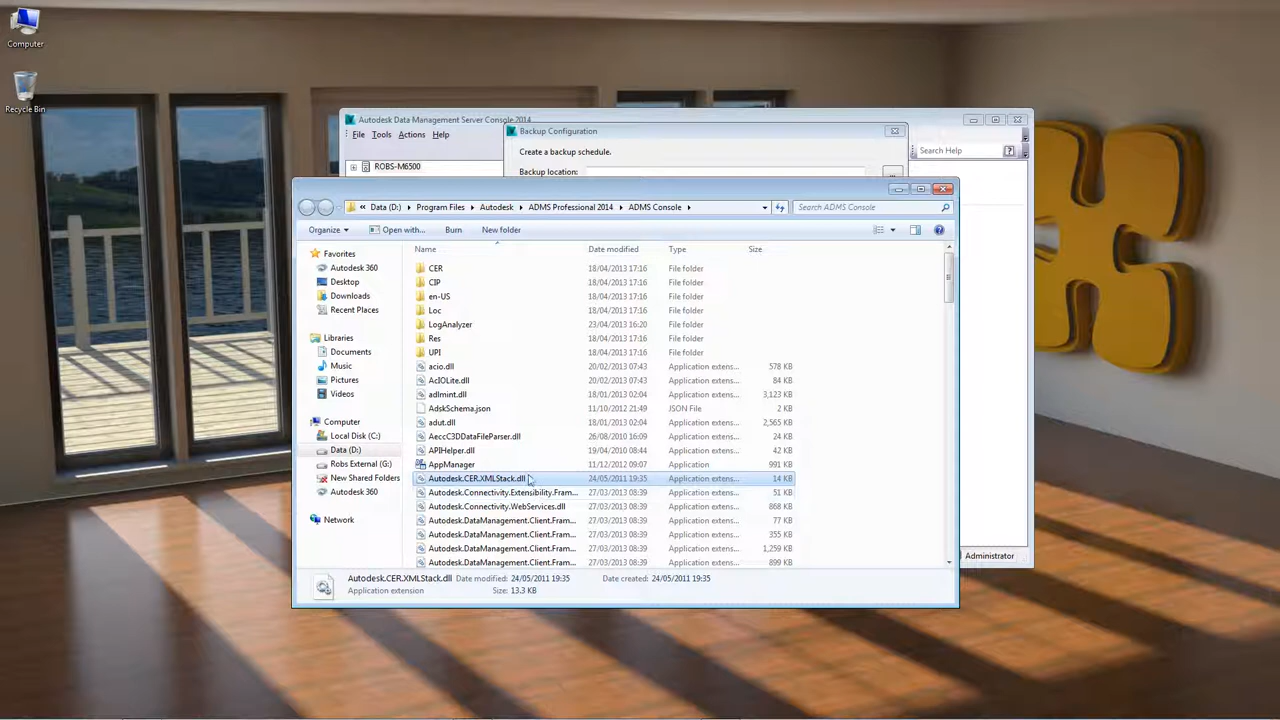 Computer
Recycle Bin
Autodesk Data Management Server Console 2014
File Tools Actions Help
ROBS-M6500
Search Help
Administrator
Backup Configuration
Create a backup schedule.
Backup location:
...
« Data (D:) Program Files Autodesk ADMS Professional 2014 ADMS Console
Search ADMS Console
Organize Open with... Burn New folder
Favorites
Autodesk 360
Desktop
Downloads
Recent Places
Libraries
Documents
Music
Pictures
Videos
Computer
Local Disk (C:)
Data (D:)
Robs External (G:)
New Shared Folders
Autodesk 360
Network
Name Date modified Type Size
CER 18/04/2013 17:16 File folder
CIP 18/04/2013 17:16 File folder
en-US 18/04/2013 17:16 File folder
Loc 18/04/2013 17:16 File folder
LogAnalyzer 23/04/2013 16:20 File folder
Res 18/04/2013 17:16 File folder
UPI 18/04/2013 17:16 File folder
acio.dll 20/02/2013 07:43 Application extens... 578 KB
AcIOLite.dll 20/02/2013 07:43 Application extens... 84 KB
adlmint.dll 18/01/2013 02:04 Application extens... 3,123 KB
AdskSchema.json 11/10/2012 21:49 JSON File 2 KB
adut.dll 18/01/2013 02:04 Application extens... 2,565 KB
AeccC3DDataFileParser.dll 26/08/2010 16:09 Application extens... 24 KB
APIHelper.dll 19/04/2010 08:04 Application extens... 42 KB
AppManager 11/12/2012 09:07 Application 991 KB
Autodesk.CER.XMLStack.dll 24/05/2011 19:35 Application extens... 14 KB
Autodesk.Connectivity.Extensibility.Fram... 27/03/2013 08:39 Application extens... 51 KB
Autodesk.Connectivity.WebServices.dll 27/03/2013 08:39 Application extens... 868 KB
Autodesk.DataManagement.Client.Fram... 27/03/2013 08:39 Application extens... 77 KB
Autodesk.DataManagement.Client.Fram... 27/03/2013 08:39 Application extens... 355 KB
Autodesk.DataManagement.Client.Fram... 27/03/2013 08:39 Application extens... 1,259 KB
Autodesk.DataManagement.Client.Fram... 27/03/2013 08:39 Application extens... 899 KB
Autodesk.CER.XMLStack.dll Date modified: 24/05/2011 19:35 Date created: 24/05/2011 19:35
Application extension Size: 13.3 KB